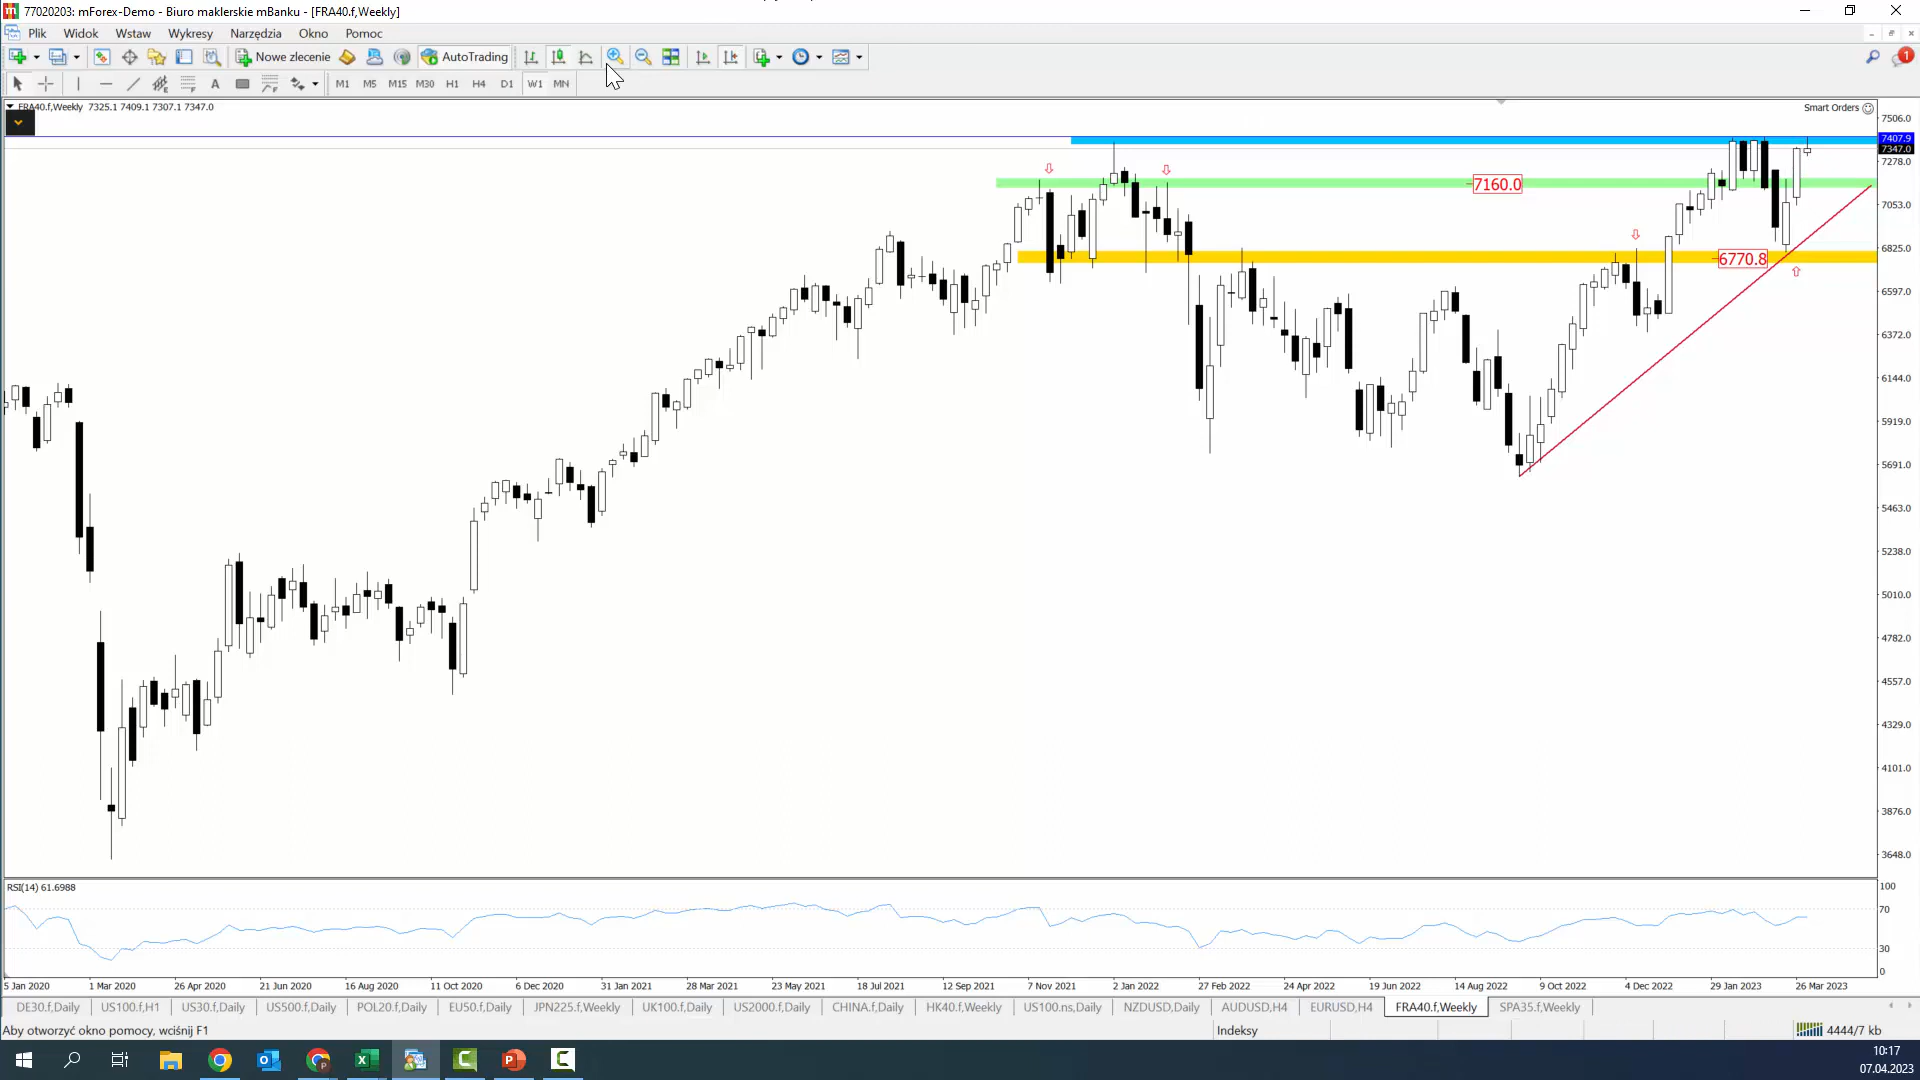 77020203: mForex-Demo - Biuro maklerskie mBanku - [FRA40.f,Weekly]
Plik Widok Wstaw Wykresy Narzędzia Okno Pomoc
Nowe zlecenie AutoTrading
1
A M1 M5 M15 M30 H1 H4 D1 W1 MN
FRA40.f,Weekly 7325.1 7409.1 7307.1 7347.0
Smart Orders
7506.0
7407.9
7347.0
7278.0
7160.0
7053.0
6825.0
6770.8
6597.0
6372.0
6144.0
5919.0
5691.0
5463.0
5238.0
5010.0
4782.0
4557.0
4329.0
4101.0
3876.0
3648.0
RSI(14) 61.6988
100
70
30
0
5 Jan 2020 1 Mar 2020 26 Apr 2020 21 Jun 2020 16 Aug 2020 11 Oct 2020 6 Dec 2020 31 Jan 2021 28 Mar 2021 23 May 2021 18 Jul 2021 12 Sep 2021 7 Nov 2021 2 Jan 2022 27 Feb 2022 24 Apr 2022 19 Jun 2022 14 Aug 2022 9 Oct 2022 4 Dec 2022 29 Jan 2023 26 Mar 2023
DE30.f,Daily US100.f,H1 US30.f,Daily US500.f,Daily POL20.f,Daily EU50.f,Daily JPN225.f,Weekly UK100.f,Daily US2000.f,Daily CHINA.f,Daily HK40.f,Weekly US100.ns,Daily NZDUSD,Daily AUDUSD,H4 EURUSD,H4 FRA40.f,Weekly SPA35.f,Weekly
Aby otworzyć okno pomocy, wciśnij F1
Indeksy
4444/7 kb
10:17
07.04.2023